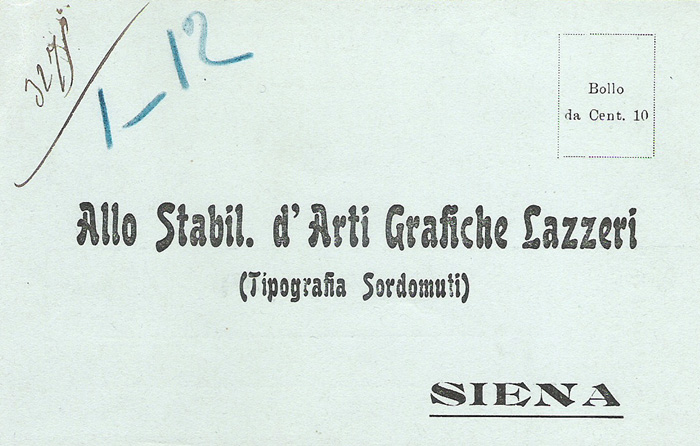 1-12
Bollo
da Cent. 10
Allo Stabil. d'Arti Grafiche Lazzeri
(Tipografia Sordomuti)
SIENA